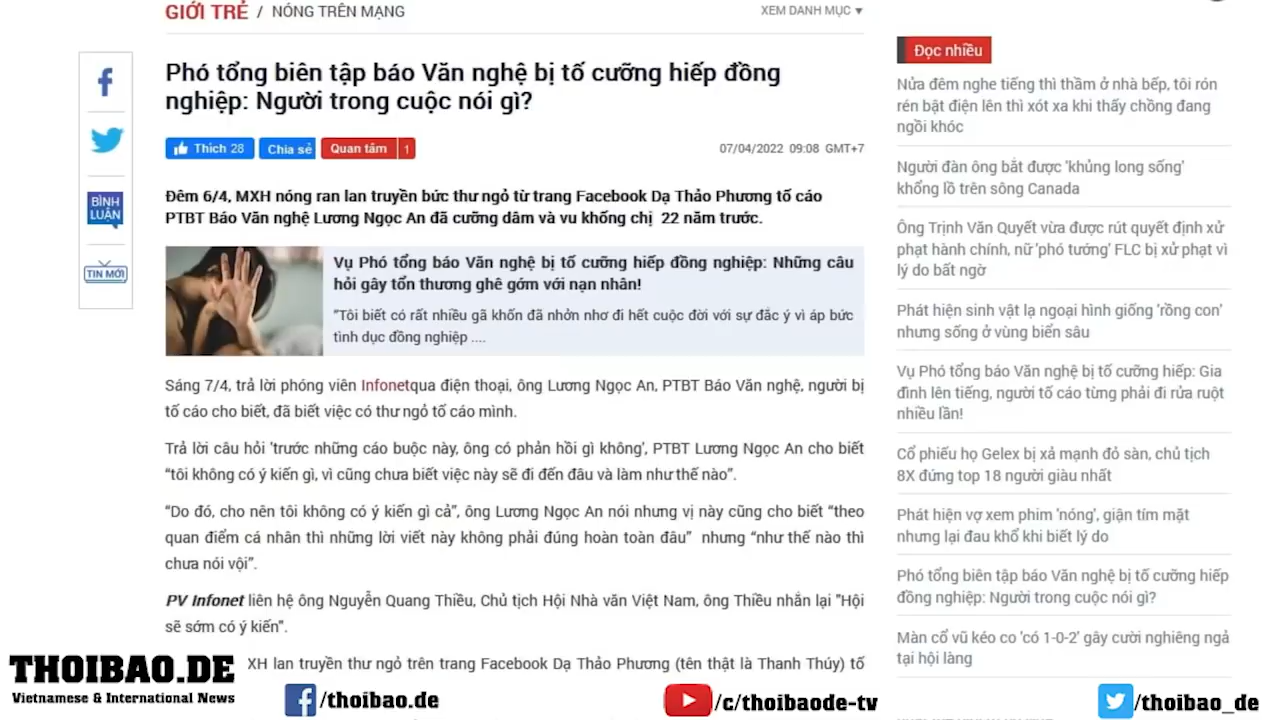 GIỚI TRẺ / NÓNG TRÊN MẠNG
XEM DANH MỤC ▼
Phó tổng biên tập báo Văn nghệ bị tố cưỡng hiếp đồng
nghiệp: Người trong cuộc nói gì?
Thích 28
Chia sẻ
Quan tâm 1
07/04/2022 09:08 GMT+7
BÌNH
LUẬN
TIN MỚI
Đêm 6/4, MXH nóng ran lan truyền bức thư ngỏ từ trang Facebook Dạ Thảo Phương tố cáo
PTBT Báo Văn nghệ Lương Ngọc An đã cưỡng dâm và vu khống chị 22 năm trước.
Vụ Phó tổng báo Văn nghệ bị tố cưỡng hiếp đồng nghiệp: Những câu
hỏi gây tổn thương ghê gớm với nạn nhân!
"Tôi biết có rất nhiều gã khốn đã nhởn nhơ đi hết cuộc đời với sự đắc ý vì áp bức
tình dục đồng nghiệp ....
Sáng 7/4, trả lời phóng viên Infonetqua điện thoại, ông Lương Ngọc An, PTBT Báo Văn nghệ, người bị
tố cáo cho biết, đã biết việc có thư ngỏ tố cáo mình.
Trả lời câu hỏi 'trước những cáo buộc này, ông có phản hồi gì không', PTBT Lương Ngọc An cho biết
“tôi không có ý kiến gì, vì cũng chưa biết việc này sẽ đi đến đâu và làm như thế nào”.
“Do đó, cho nên tôi không có ý kiến gì cả”, ông Lương Ngọc An nói nhưng vị này cũng cho biết “theo
quan điểm cá nhân thì những lời viết này không phải đúng hoàn toàn đâu” nhưng “như thế nào thì
chưa nói vội”.
PV Infonet liên hệ ông Nguyễn Quang Thiều, Chủ tịch Hội Nhà văn Việt Nam, ông Thiều nhắn lại "Hội
sẽ sớm có ý kiến".
XH lan truyền thư ngỏ trên trang Facebook Dạ Thảo Phương (tên thật là Thanh Thúy) tố
Đọc nhiều
Nửa đêm nghe tiếng thì thầm ở nhà bếp, tôi rón
rén bật điện lên thì xót xa khi thấy chồng đang
ngồi khóc
Người đàn ông bắt được 'khủng long sống'
khổng lồ trên sông Canada
Ông Trịnh Văn Quyết vừa được rút quyết định xử
phạt hành chính, nữ 'phó tướng' FLC bị xử phạt vì
lý do bất ngờ
Phát hiện sinh vật lạ ngoại hình giống 'rồng con'
nhưng sống ở vùng biển sâu
Vụ Phó tổng báo Văn nghệ bị tố cưỡng hiếp: Gia
đình lên tiếng, người tố cáo từng phải đi rửa ruột
nhiều lần!
Cổ phiếu họ Gelex bị xả mạnh đỏ sàn, chủ tịch
8X đứng top 18 người giàu nhất
Phát hiện vợ xem phim 'nóng', giận tím mặt
nhưng lại đau khổ khi biết lý do
Phó tổng biên tập báo Văn nghệ bị tố cưỡng hiếp
đồng nghiệp: Người trong cuộc nói gì?
Màn cổ vũ kéo co 'có 1-0-2' gây cười nghiêng ngả
tại hội làng
THOIBAO.DE
Vietnamese & International News
/thoibao.de
/c/thoibaode-tv
/thoibao_de